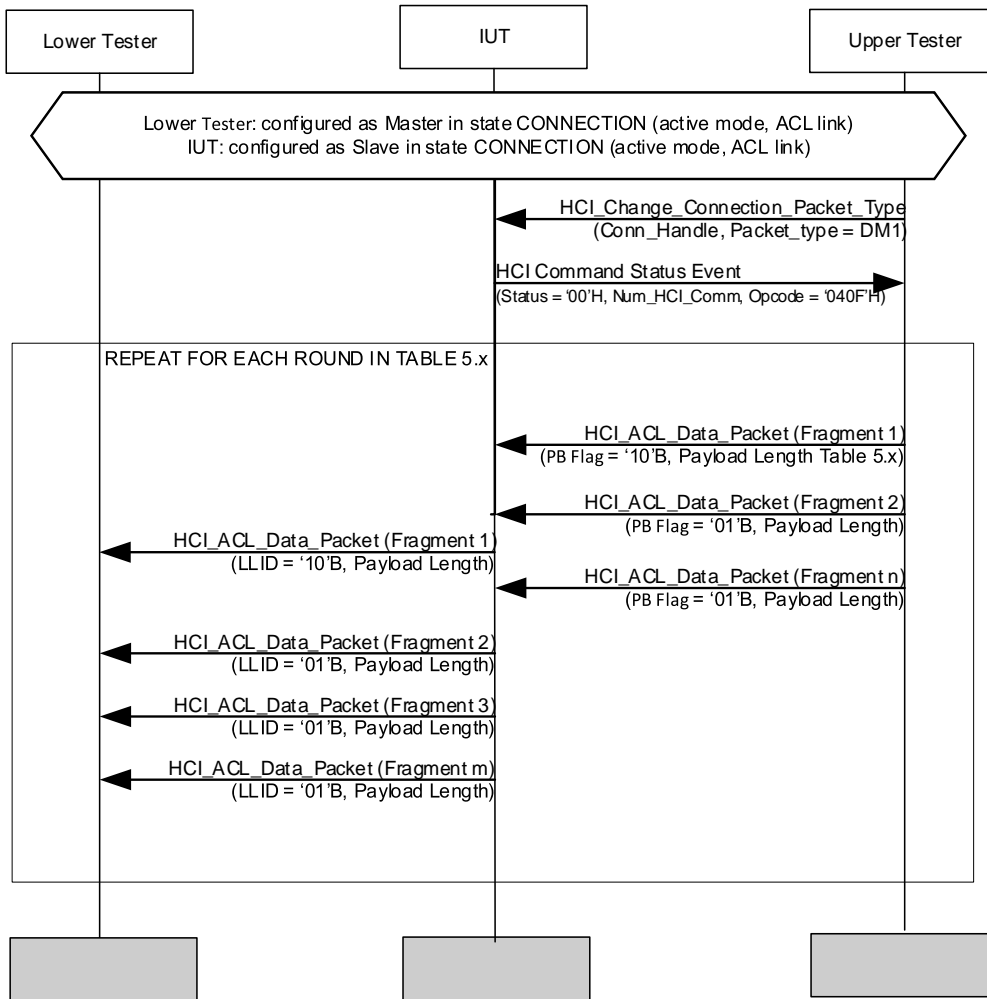 Lower Tester
IUT
Upper Tester
Lower Tester: configured as Master in state CONNECTION (active mode, ACL link)
IUT: configured as Slave in state CONNECTION (active mode, ACL link)
HCI_Change_Connection_Packet_Type
(Conn_Handle, Packet_type = DM1)
HCI Command Status Event
(Status = ‘00’H, Num_HCI_Comm, Opcode = ‘040F’H)
REPEAT FOR EACH ROUND IN TABLE 5.x
HCI_ACL_Data_Packet (Fragment 1)
(PB Flag = ‘10’B, Payload Length Table 5.x)
HCI_ACL_Data_Packet (Fragment 2)
(PB Flag = ‘01’B, Payload Length)
HCI_ACL_Data_Packet (Fragment 1)
(LLID = ‘10’B, Payload Length)
HCI_ACL_Data_Packet (Fragment n)
(PB Flag = ‘01’B, Payload Length)
HCI_ACL_Data_Packet (Fragment 2)
(LLID = ‘01’B, Payload Length)
HCI_ACL_Data_Packet (Fragment 3)
(LLID = ‘01’B, Payload Length)
HCI_ACL_Data_Packet (Fragment m)
(LLID = ‘01’B, Payload Length)